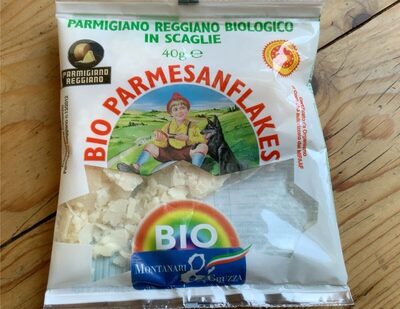 PARMIGIANO REGGIANO BIOLOGICO
IN SCAGLIE
40g ℮
PARMIGIANO
REGGIANO
BIO PARMESANFLAKES
BIO
MONTANARI GRUZZA